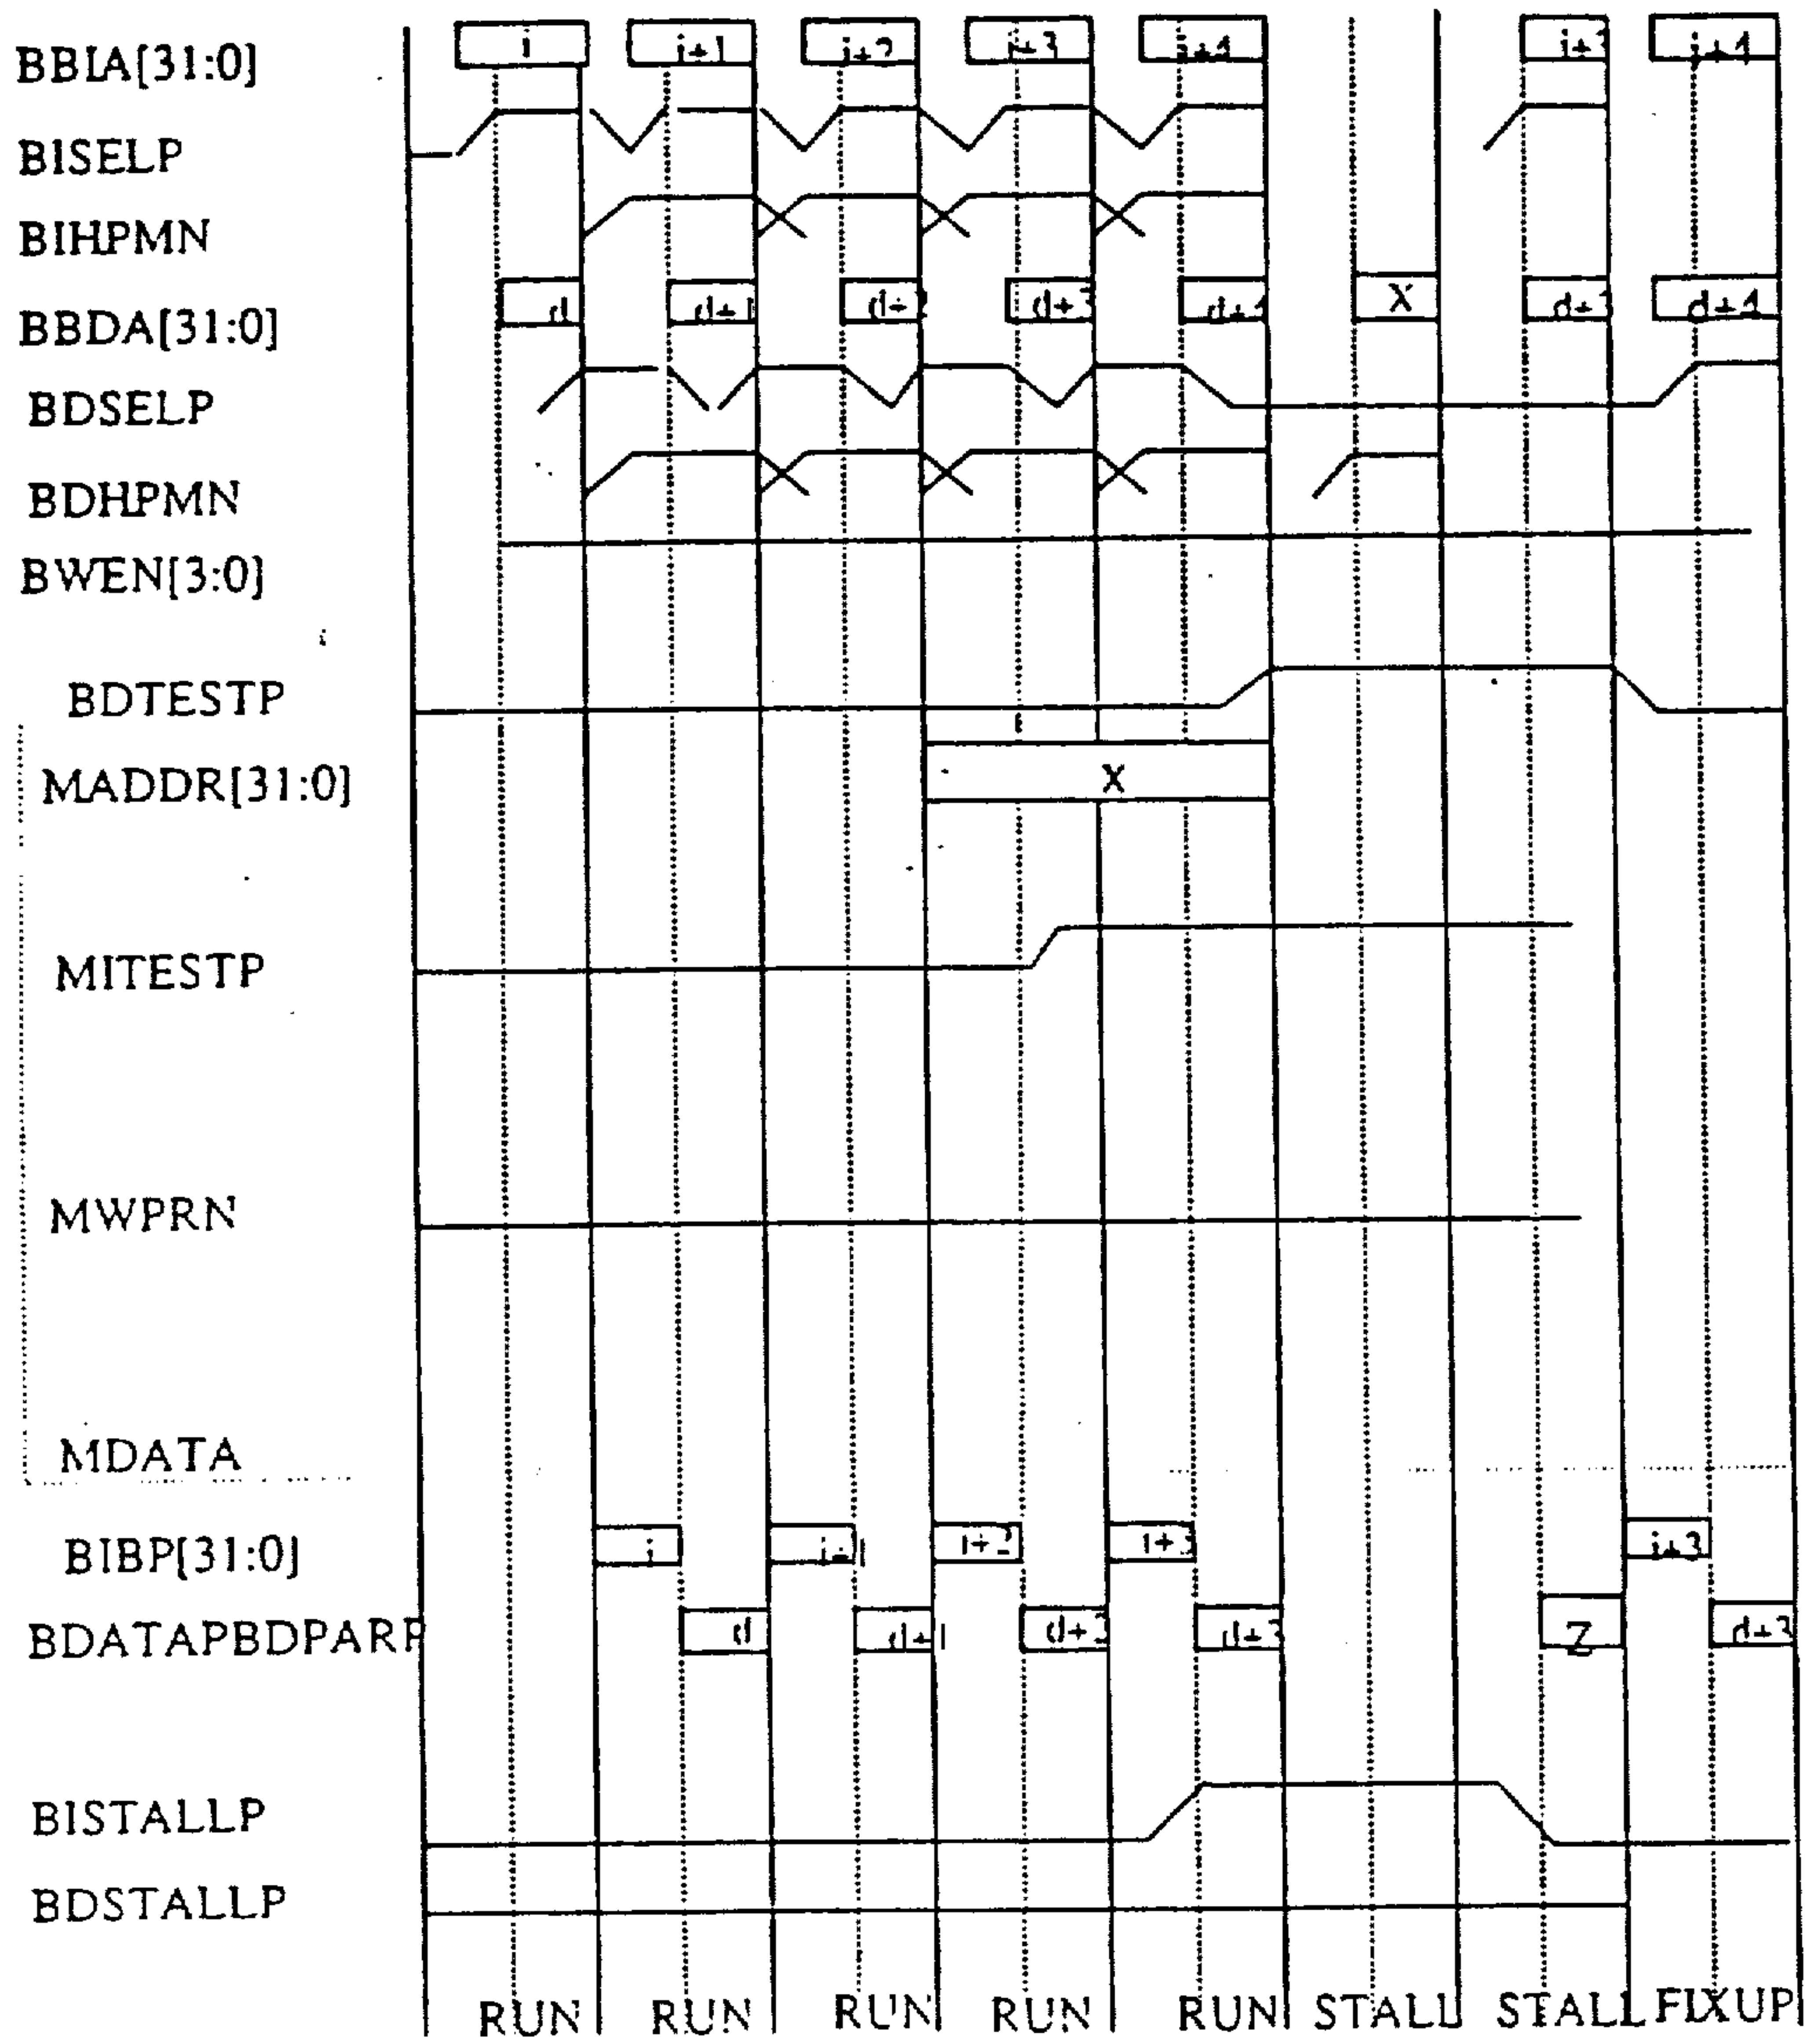 BBIA[31:0] i i+1 i+2 i+3 i+4 i+3 i+4
BISELP
BIHPMN
BBDA[31:0] d d+1 d+2 d+3 d+4 X d+3 d+4
BDSELP
BDHPMN
BWEN[3:0]
BDTESTP
MADDR[31:0] X
MITESTP
MWPRN
MDATA
BIBP[31:0] i i+1 i+2 i+3 i+3
BDATAPBDPARP d d+1 d+3 Z d+3
BISTALLP
BDSTALLP
RUN RUN RUN RUN RUN STALL STALL FIXUP